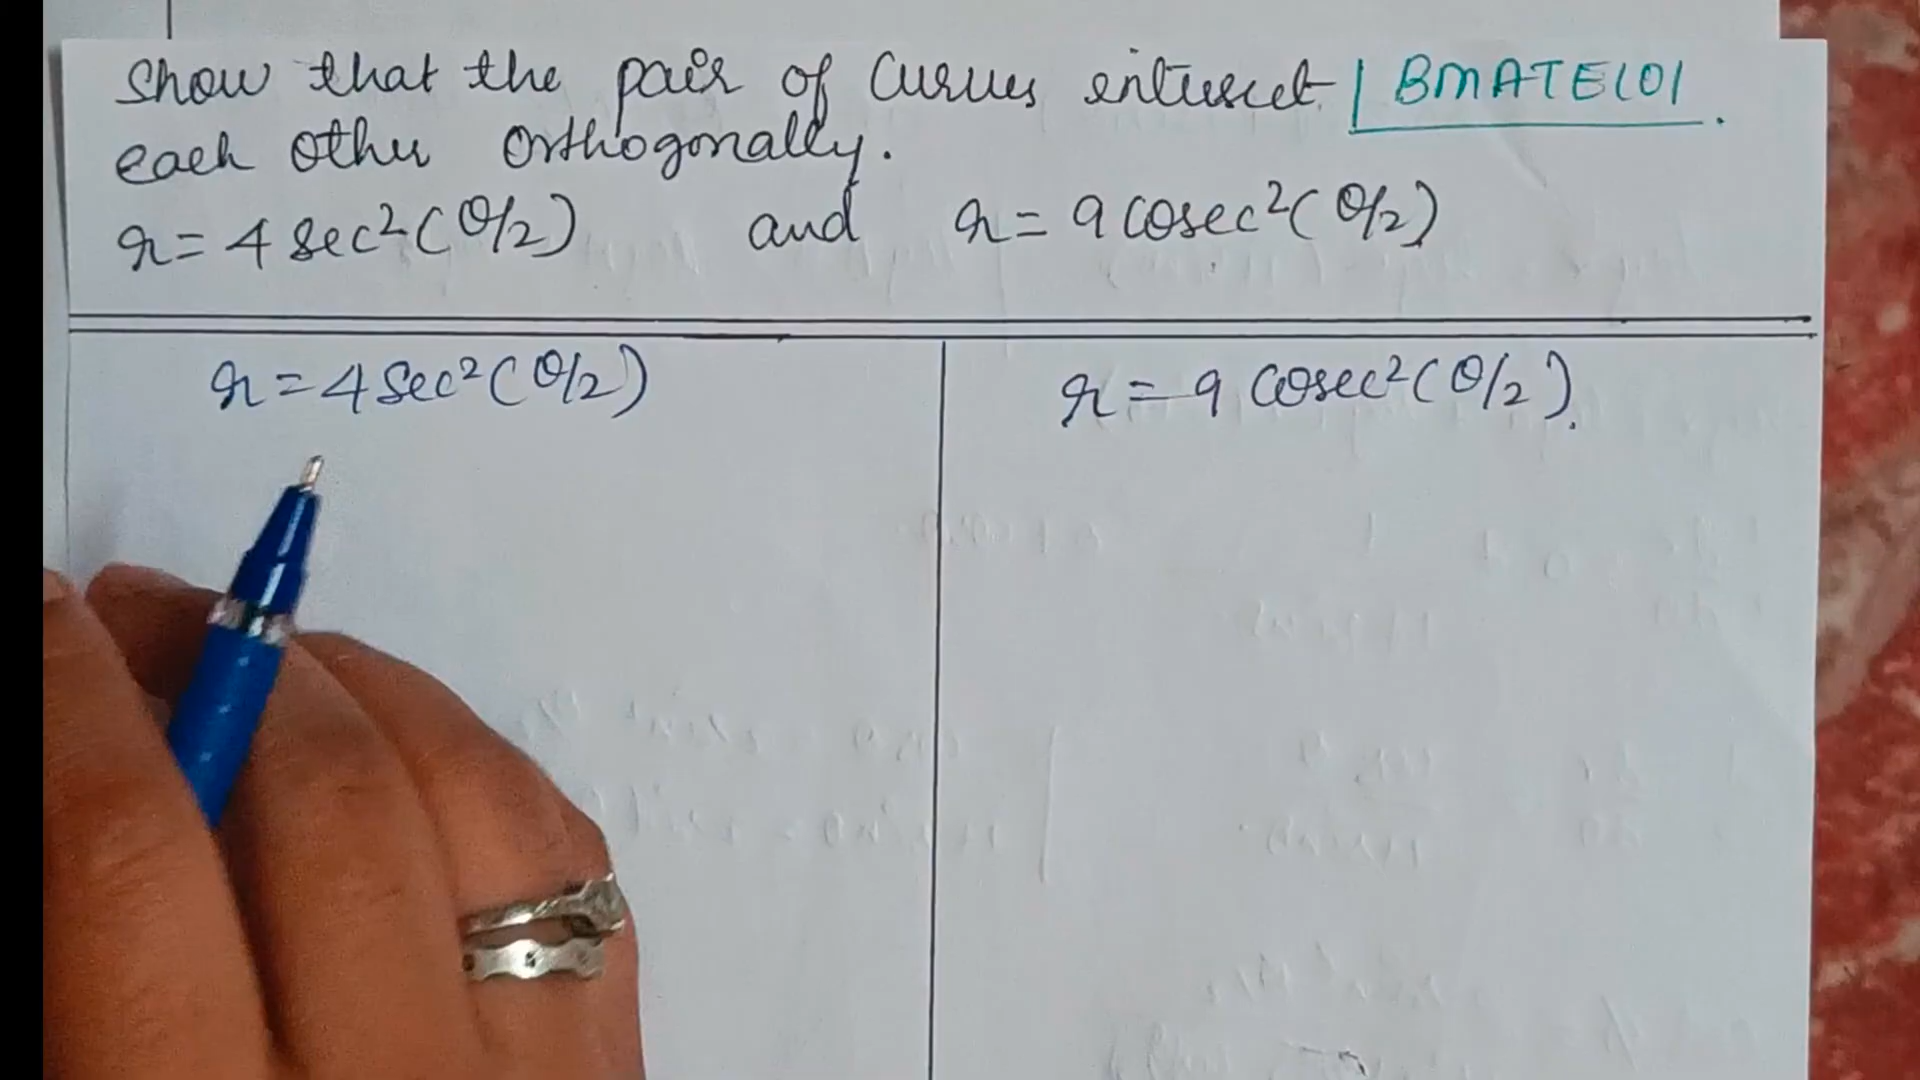 Show that the pair of Curves intersect | BMATE101
each other orthogonally.
r = 4 sec²(θ/2) and r = 9 cosec²(θ/2)
r = 4 Sec²(θ/2)
r = 9 Cosec²(θ/2).